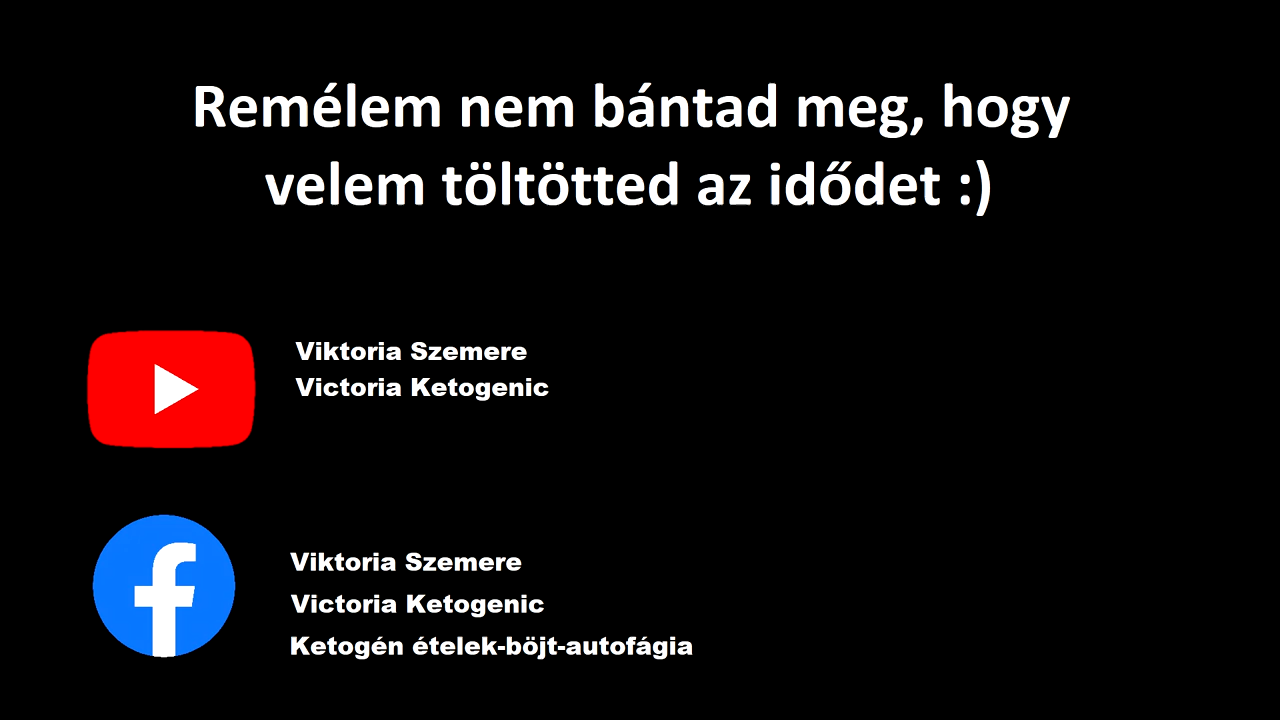 Remélem nem bántad meg, hogy
velem töltötted az idődet :)
Viktoria Szemere
Victoria Ketogenic
Viktoria Szemere
Victoria Ketogenic
Ketogén ételek-böjt-autofágia